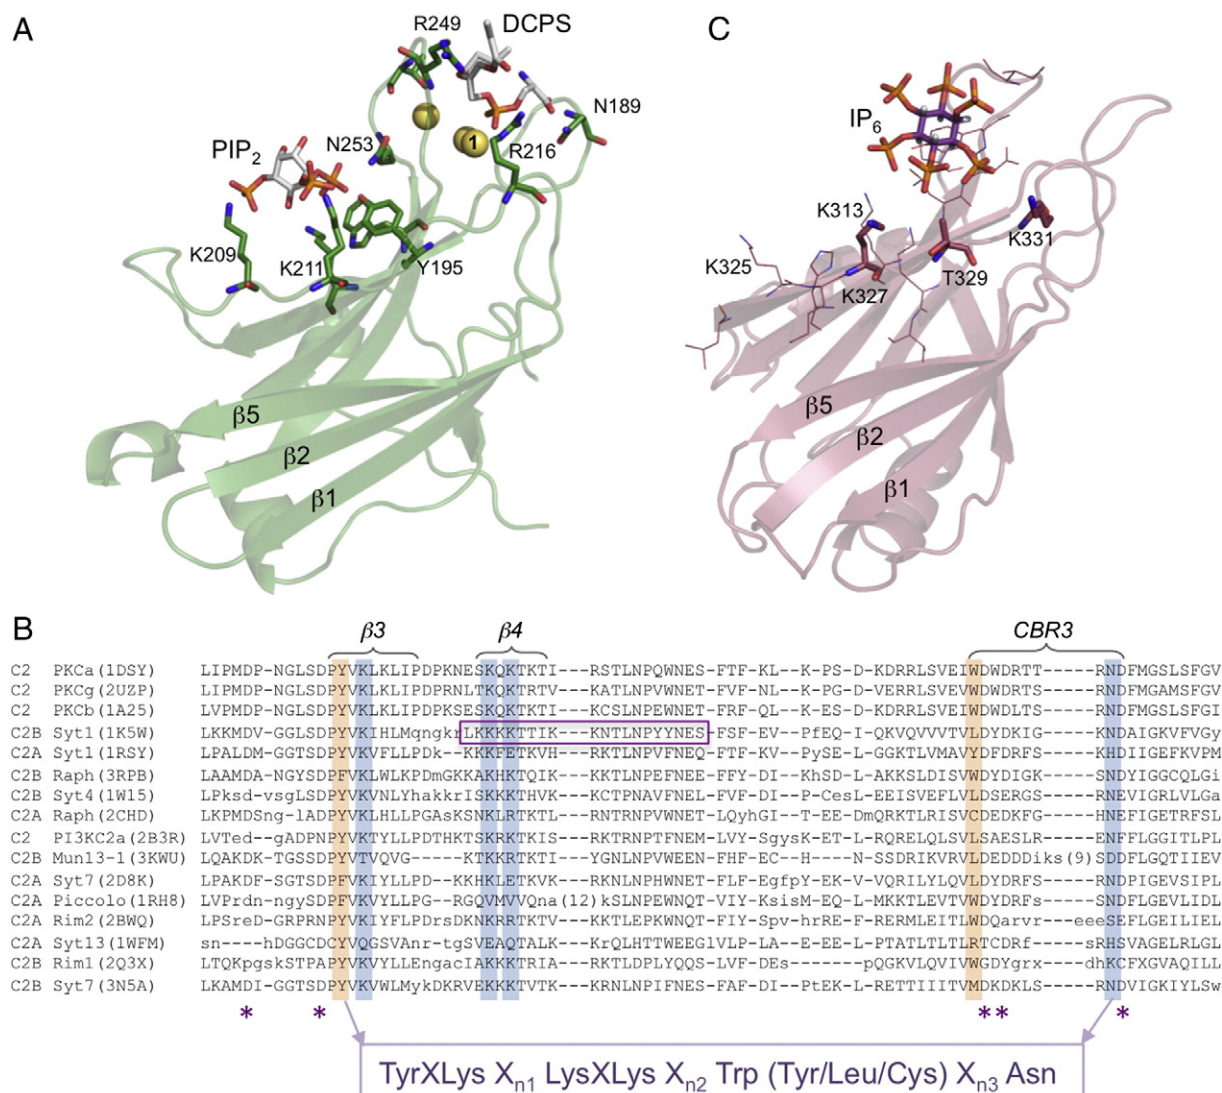 A
C
R249
DCPS
N189
N253
1
R216
PIP2
K209
K211
Y195
β5
β2
β1
IP6
K313
K331
K325
K327
T329
β5
β2
β1
B
β3 β4 CBR3
C2 PKCa(1DSY) LIPMDP-NGLSDPYVKLKLIPDPKNESKQKTKTI---RSTLNPQWNES-FTF-KL--K-PS-D-KDRRLSVEIWDWDRTT-----RNDFMGSLSFGV
C2 PKCg(2UZP) LIPMDP-NGLSDPYVKLKLIPDPRNLTKQKTRTV---KATLNPVWNET-FVF-NL--K-PG-D-VERRLSVEVWDWDRTS-----RNDFMGAMSFGV
C2 PKCb(1A25) LVPMDP-NGLSDPYVKLKLIPDPKSESKQKTKTI---KCSLNPEWNET-FRF-QL--K-ES-D-KDRRLSVEIWDWDLTS-----RNDFMGSLSFGI
C2B Syt1(1K5W) LKKMDV-GGLSDPYVKIHLMqngkrLKKKKTTIK---KNTLNPYYNES-FSF-EV--PfEQ-I-QKVQVVVTVLDYDKIG-----KNDAIGKVFVGy
C2A Syt1(1RSY) LPALDM-GGTSDPYVKVFLLPDk--KKKFETKVH---RKTLNPVFNEQ-FTF-KV--PySE-L-GGKTLVMAVYDFDRFS-----KHDIIGEFKVPM
C2B Raph(3RPB) LAAMDA-NGYSDPFVKLWLKPDmGKKAKHKTQIK---KKTLNPEFNEE-FFY-DI--KhSD-L-AKKSLDISVWDYDIGK-----SNDYIGGCQLGi
C2B Syt4(1W15) LPKsd-vsgLSDPYVKVNLYhakkrISKKKTHVK---KCTPNAVFNEL-FVFDI--P-CesL-EEISVEFLVLDSERGS-----RNEVIGRLVLGa
C2A Raph(2CHD) LKPMDSng-lADPYVKLHLLPGAsKSNKLRTKTL---RNTRNPVWNET-LQyhGI--T-EE-DmQRKTLRISVCDEDKFG-----HNEFIGETRFSL
C2 PI3KC2a(2B3R) LVTed--gADPNPYVKTYLLPDTHKTSKRKTKIS---RKTRNPTFNEM-LVY-SgysK-ET-L-RQRELQLSVLSAESLR-----ENFFLGGITLPL
C2B Mun13-1(3KWU) LQAKDK-TGSSDPYVTVQVG-----KTKKRTKTI---YGNLNPVWEEN-FHF-EC--H----N-SSDRIKVRVLDEDDDiks(9)SDDFLGQTIIEV
C2A Syt7(2D8K) LPAKDF-SGTSDPFVKIYLLPD--KKHKLETKVK---RKNLNPHWNET-FLF-EgfpY-EK-V-VQRILYLQVLDYDRFS-----RNDPIGEVSIPL
C2A Piccolo(1RH8) LVPrdn-ngySDPFVKVYLLPG--RGQVMVVQna(12)kSLNPEWNQT-VIY-KsisM-EQ-L-MKKTLEVTVWDYDRFS-----SNDFLGEVLIDL
C2A Rim2(2BWQ) LPSreD-GRPRNPYVKIYFLPDrsDKNKRRTKTV---KKTLEPKWNQT-FIY-SpvhrREF-RERMLEITLWDQarvr---eeeSEFLGEILIEL
C2A Syt13(1WFM) sn----hDGGCDCYVQGSVAnr-tgSVEAQTALK---KrQLHTTWEEGlVLP-LA-E-EEE-L-PTATLTLTLRTCDRf-----sRHSVAGELRLGL
C2B Rim1(2Q3X) LTQKpgskSTPAPYVKVYLLEngacIAKKKTRIA---RKTLDPLYQQS-LVF-DEs-----pQGKVLQVIVWGDYgrx-----dhKCFXGVAQILL
C2B Syt7(3N5A) LKAMDI-GGTSDPYVKVWLMykDKRVEKKKTVTK---KRNLNPIFNES-FAF-DI--PtEK-L-RETTIIITVMDKDKLS-----RNDVIGKIYLSw
* * ** *
TyrXLys Xn1 LysXLys Xn2 Trp (Tyr/Leu/Cys) Xn3 Asn